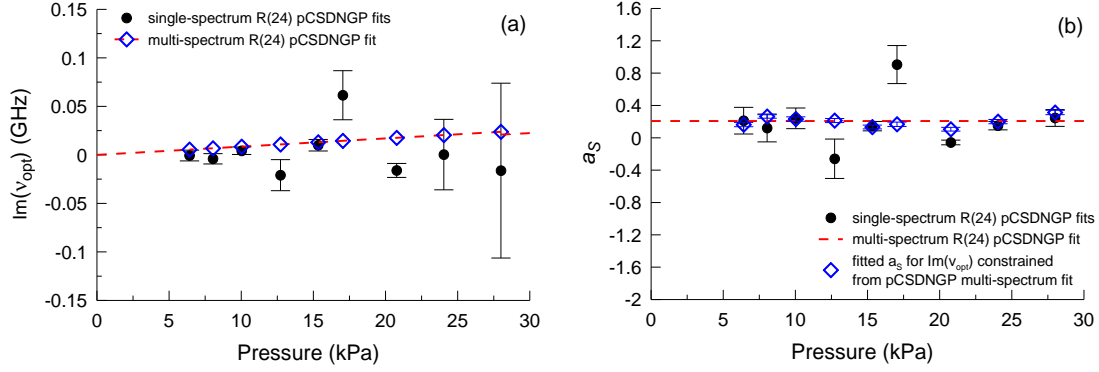 (a)
single-spectrum R(24) pCSDNGP fits
multi-spectrum R(24) pCSDNGP fit
0.15
0.1
0.05
0
-0.05
-0.1
-0.15
Im(νopt) (GHz)
0 5 10 15 20 25 30
Pressure (kPa)
(b)
1.6
1.2
0.8
0.4
0
-0.4
-0.8
-1.2
-1.6
-2
aS
single-spectrum R(24) pCSDNGP fits
multi-spectrum R(24) pCSDNGP fit
fitted aS for Im(νopt) constrained
from pCSDNGP multi-spectrum fit
0 5 10 15 20 25 30
Pressure (kPa)